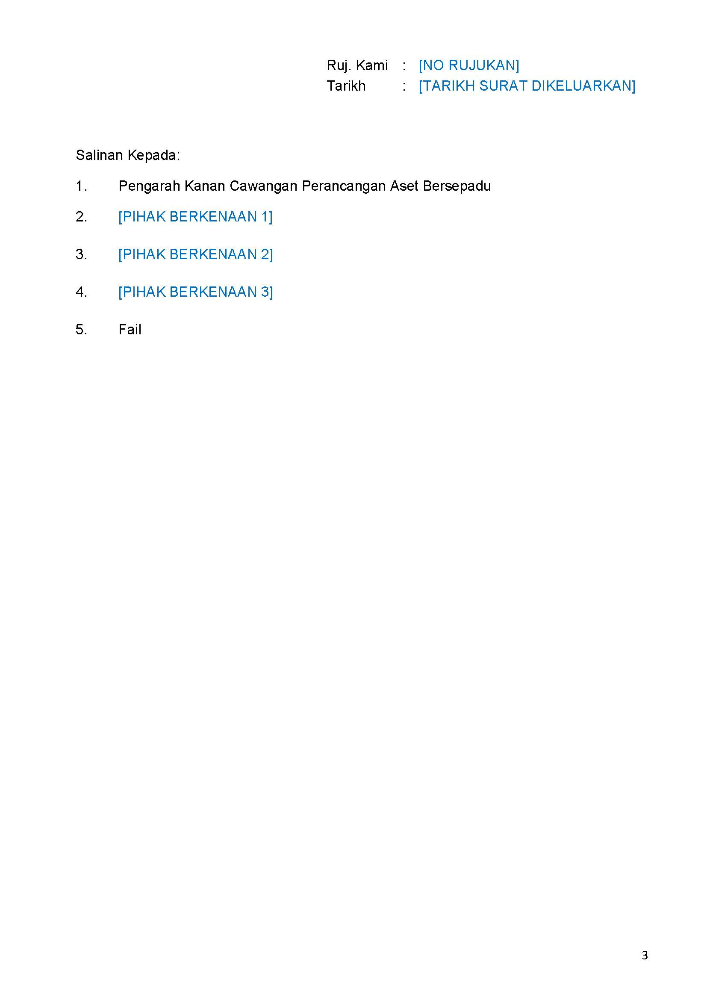 Ruj. Kami : [NO RUJUKAN]
Tarikh : [TARIKH SURAT DIKELUARKAN]
Salinan Kepada:
1. Pengarah Kanan Cawangan Perancangan Aset Bersepadu
2. [PIHAK BERKENAAN 1]
3. [PIHAK BERKENAAN 2]
4. [PIHAK BERKENAAN 3]
5. Fail
3